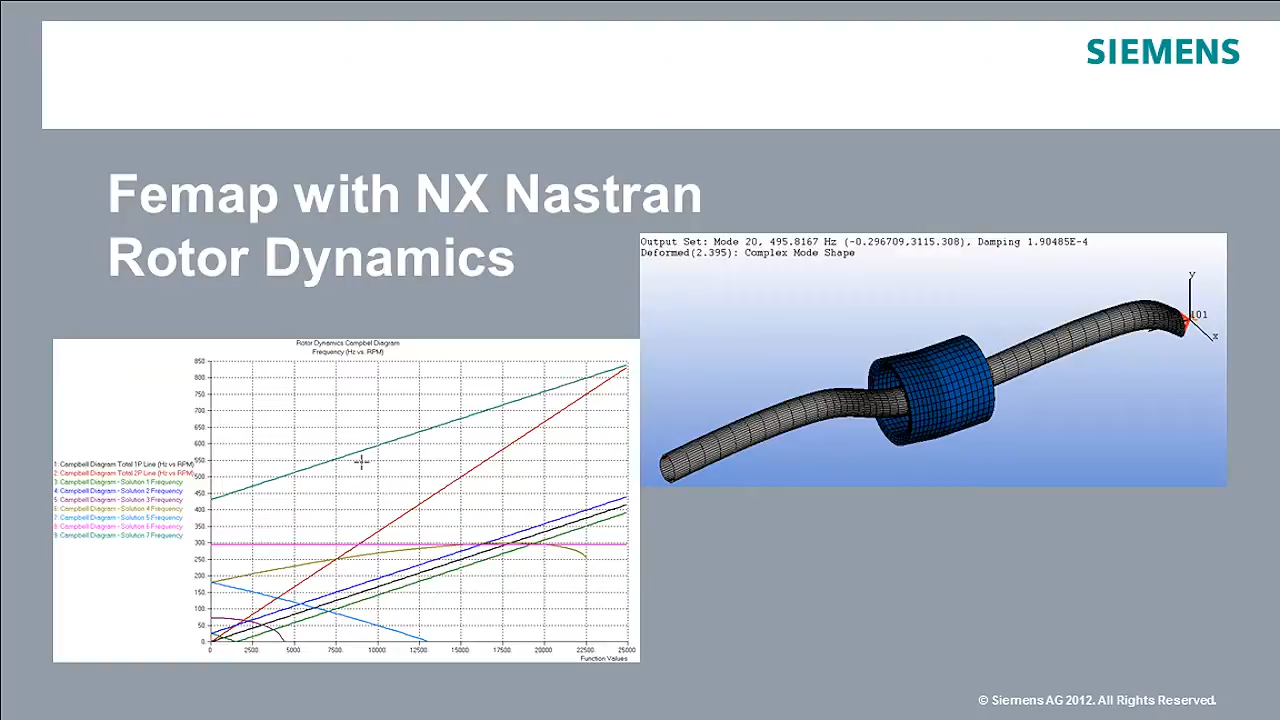 SIEMENS
Femap with NX Nastran
Rotor Dynamics
Output Set: Mode 20, 495.8167 Hz (-0.296709,3115.308), Damping 1.90485E-4
Deformed(2.395): Complex Mode Shape
y
101
x
Rotor Dynamics Campbel Diagram
Frequency (Hz vs. RPM)
850
800.
750.
700.
650.
600.
550.
500.
450.
400.
350.
300.
250.
200.
150.
100.
50.
0.
1: Campbell Diagram Total 1P Line (Hz vs RPM)
2: Campbell Diagram Total 2P Line (Hz vs RPM)
3: Campbell Diagram - Solution 1 Frequency
4: Campbell Diagram - Solution 2 Frequency
5: Campbell Diagram - Solution 3 Frequency
6: Campbell Diagram - Solution 4 Frequency
7: Campbell Diagram - Solution 5 Frequency
8: Campbell Diagram - Solution 6 Frequency
9: Campbell Diagram - Solution 7 Frequency
0 2500 5000 7500 10000 12500 15000 17500 20000 22500 25000
Function Values
© Siemens AG 2012. All Rights Reserved.